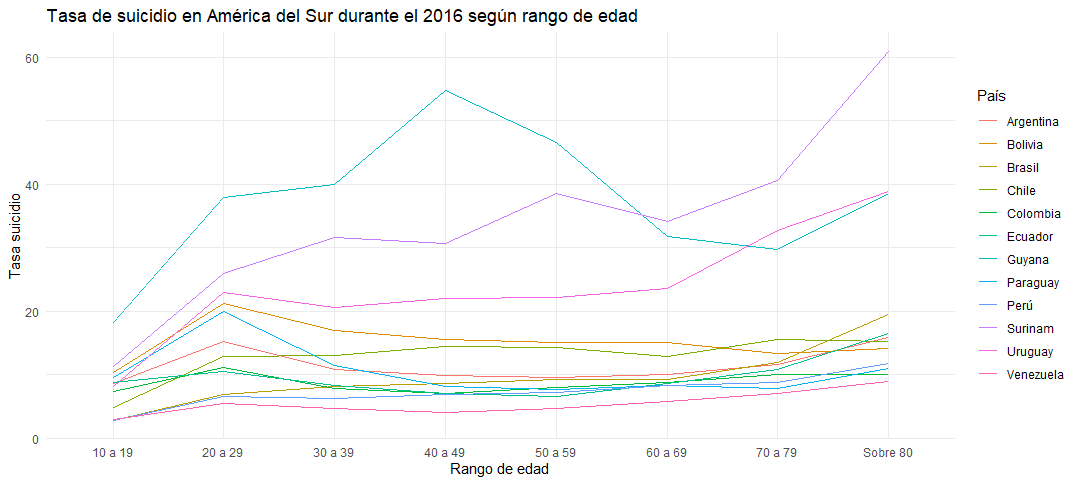 Tasa de suicidio en América del Sur durante el 2016 según rango de edad
60
40
20
0
Tasa suicidio
10 a 19
20 a 29
30 a 39
40 a 49
50 a 59
60 a 69
70 a 79
Sobre 80
Rango de edad
País
Argentina
Bolivia
Brasil
Chile
Colombia
Ecuador
Guyana
Paraguay
Perú
Surinam
Uruguay
Venezuela